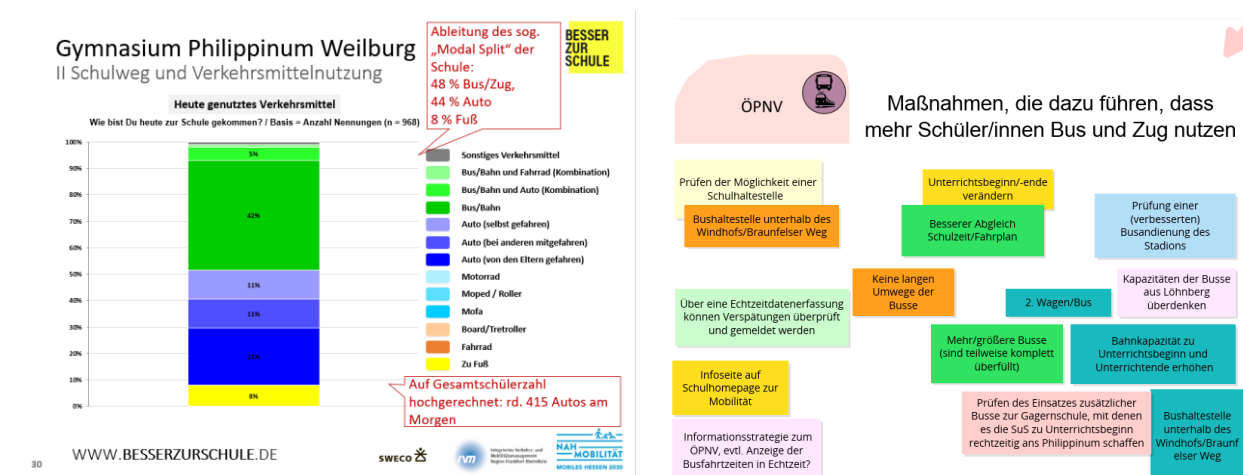 Gymnasium Philippinum Weilburg
II Schulweg und Verkehrsmittelnutzung
Ableitung des sog.
„Modal Split“ der
Schule:
48 % Bus/Zug,
44 % Auto
8 % Fuß
BESSER
ZUR
SCHULE
Heute genutztes Verkehrsmittel
Wie bist Du heute zur Schule gekommen? / Basis = Anzahl Nennungen (n = 968)
100%
90%
80%
70%
60%
50%
40%
30%
20%
10%
0%
5%
42%
11%
11%
21%
8%
Sonstiges Verkehrsmittel
Bus/Bahn und Fahrrad (Kombination)
Bus/Bahn und Auto (Kombination)
Bus/Bahn
Auto (selbst gefahren)
Auto (bei anderen mitgefahren)
Auto (von den Eltern gefahren)
Motorrad
Moped / Roller
Mofa
Board/Tretroller
Fahrrad
Zu Fuß
Auf Gesamtschülerzahl
hochgerechnet: rd. 415 Autos am
Morgen
30
WWW.BESSERZURSCHULE.DE
sweco
rvm
Integriertes Verkehrs- und
Mobilitätsmanagement
Region Frankfurt RheinMain
NAH
MOBILITÄT
MOBILES HESSEN 2030
ÖPNV
Maßnahmen, die dazu führen, dass
mehr Schüler/innen Bus und Zug nutzen
Prüfen der Möglichkeit einer
Schulhaltestelle
Bushaltestelle unterhalb des
Windhofs/Braunfelser Weg
Unterrichtsbeginn/-ende
verändern
Besserer Abgleich
Schulzeit/Fahrplan
Prüfung einer
(verbesserten)
Busandienung des
Stadions
Über eine Echtzeitdatenerfassung
können Verspätungen überprüft
und gemeldet werden
Keine langen
Umwege der
Busse
2. Wagen/Bus
Kapazitäten der Busse
aus Löhnberg
überdenken
Mehr/größere Busse
(sind teilweise komplett
überfüllt)
Bahnkapazität zu
Unterrichtsbeginn und
Unterrichtende erhöhen
Infoseite auf
Schulhomepage zur
Mobilität
Prüfen des Einsatzes zusätzlicher
Busse zur Gagernschule, mit denen
es die SuS zu Unterrichtsbeginn
rechtzeitig ans Philippinum schaffen
Bushaltestelle
unterhalb des
Windhofs/Braunf
elser Weg
Informationsstrategie zum
ÖPNV, evtl. Anzeige der
Busfahrtzeiten in Echtzeit?